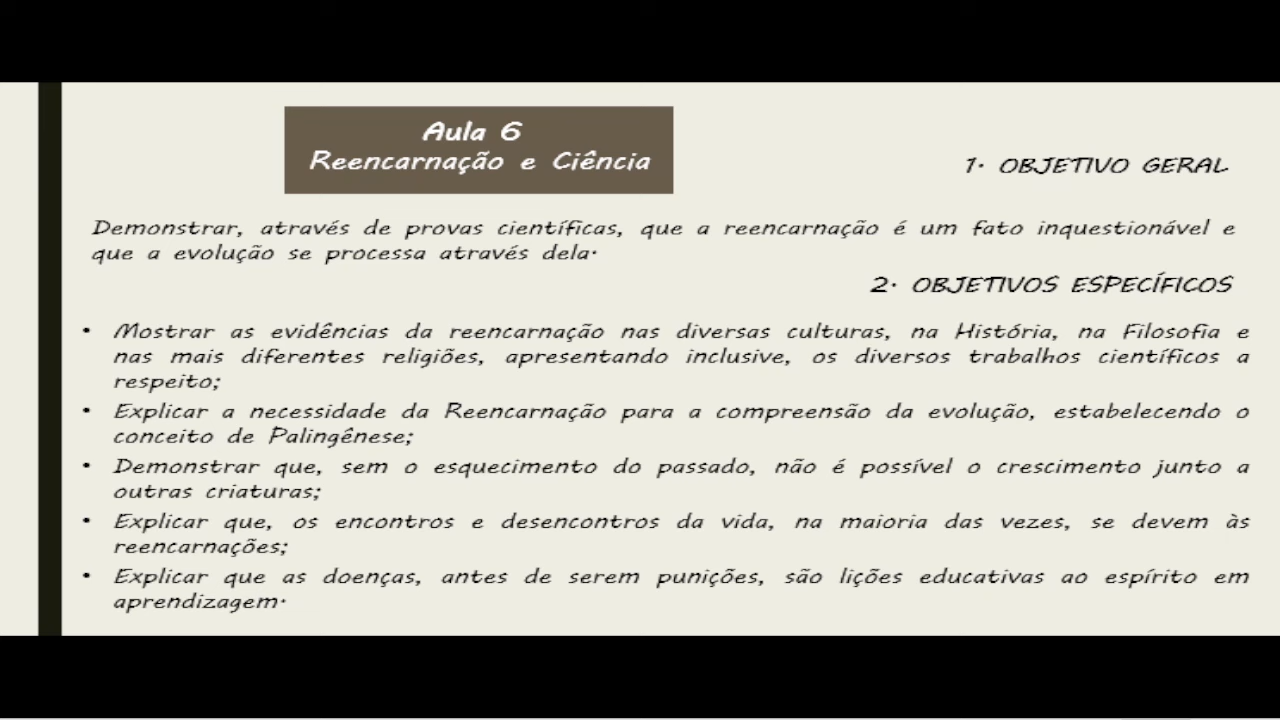 Aula 6
Reencarnação e Ciência
1. OBJETIVO GERAL
Demonstrar, através de provas científicas, que a reencarnação é um fato inquestionável e
que a evolução se processa através dela.
2. OBJETIVOS ESPECÍFICOS
• Mostrar as evidências da reencarnação nas diversas culturas, na História, na Filosofia e
nas mais diferentes religiões, apresentando inclusive, os diversos trabalhos científicos a
respeito;
• Explicar a necessidade da Reencarnação para a compreensão da evolução, estabelecendo o
conceito de Palingênese;
• Demonstrar que, sem o esquecimento do passado, não é possível o crescimento junto a
outras criaturas;
• Explicar que, os encontros e desencontros da vida, na maioria das vezes, se devem às
reencarnações;
• Explicar que as doenças, antes de serem punições, são lições educativas ao espírito em
aprendizagem.